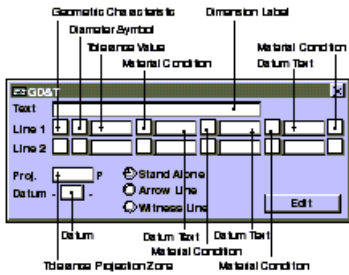 Geometric Characteristic Dimension Label
Diameter Symbol
Tolerance Value Material Condition
Material Condition Datum Text
GD&T
Text
Line 1
Line 2
Proj. P Stand Alone
Datum - - Arrow Line
Witness Line Edit
Datum Datum Text Datum Text
Material Condition
Tolerance Projection Zone Material Condition